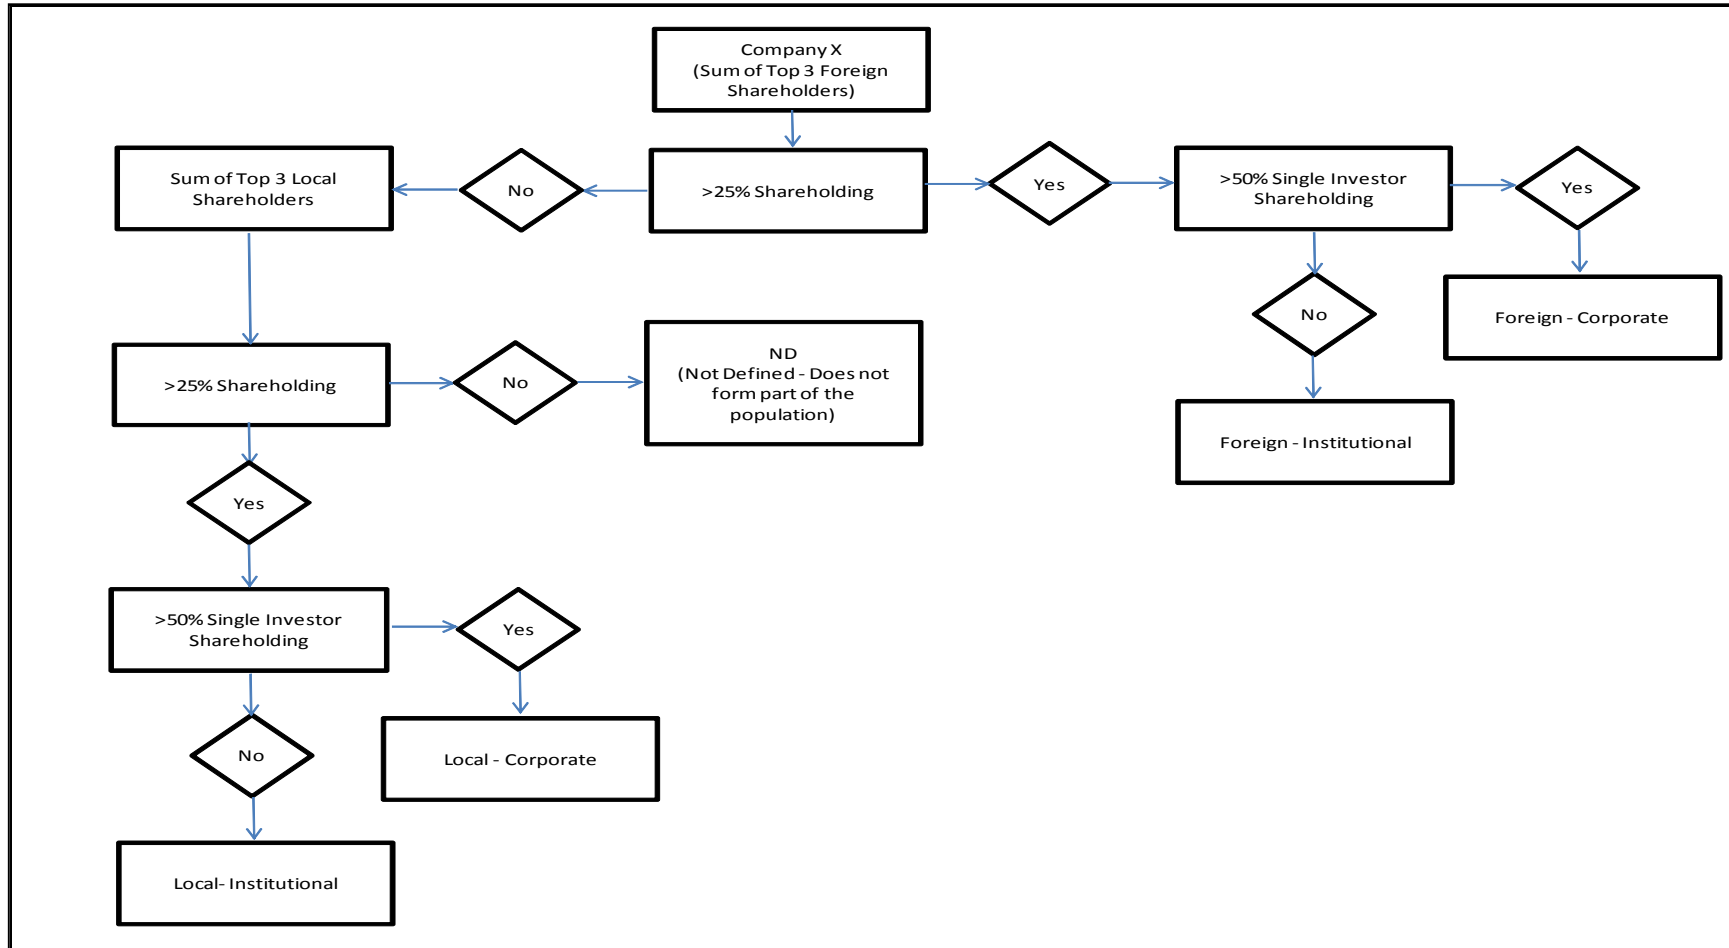 Company X
(Sum of Top 3 Foreign
Shareholders)
Sum of Top 3 Local
Shareholders
No
>25% Shareholding
Yes
>50% Single Investor
Shareholding
Yes
No
Foreign - Corporate
>25% Shareholding
No
ND
(Not Defined - Does not
form part of the
population)
Foreign - Institutional
Yes
>50% Single Investor
Shareholding
Yes
No
Local - Corporate
Local- Institutional